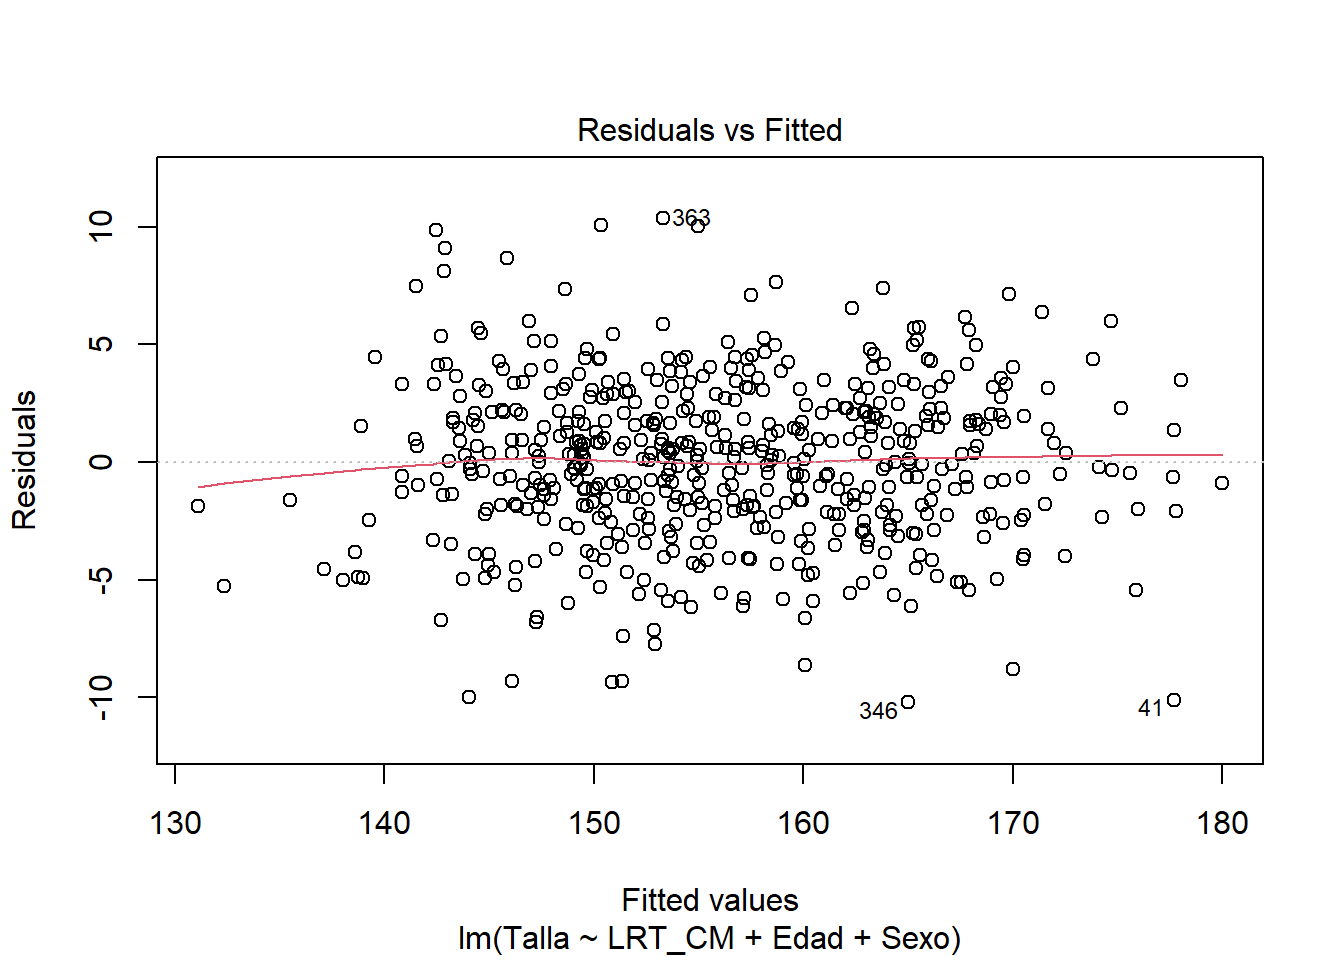 Residuals vs Fitted
Residuals
10
5
0
-5
-10
363
346
41
130 140 150 160 170 180
Fitted values
lm(Talla ~ LRT_CM + Edad + Sexo)